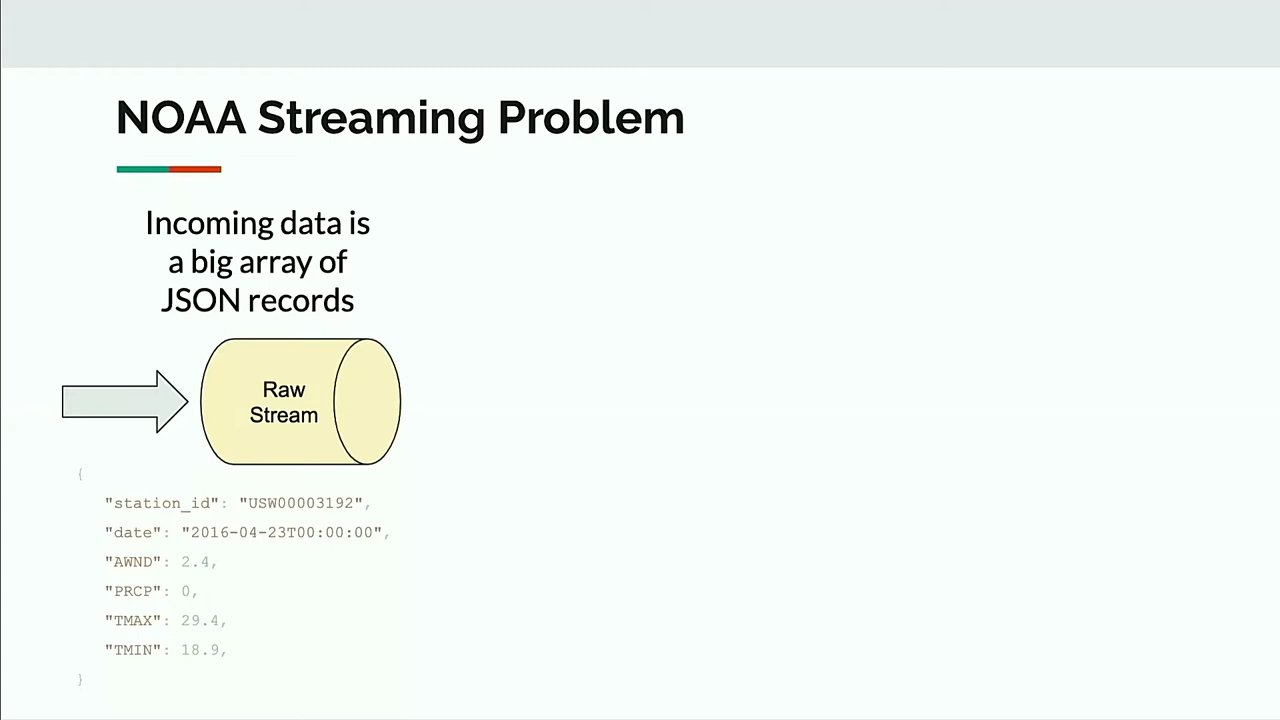 NOAA Streaming Problem
Incoming data is
a big array of
JSON records
Raw
Stream
{
"station_id": "USW00003192",
"date": "2016-04-23T00:00:00",
"AWND": 2.4,
"PRCP": 0,
"TMAX": 29.4,
"TMIN": 18.9,
}